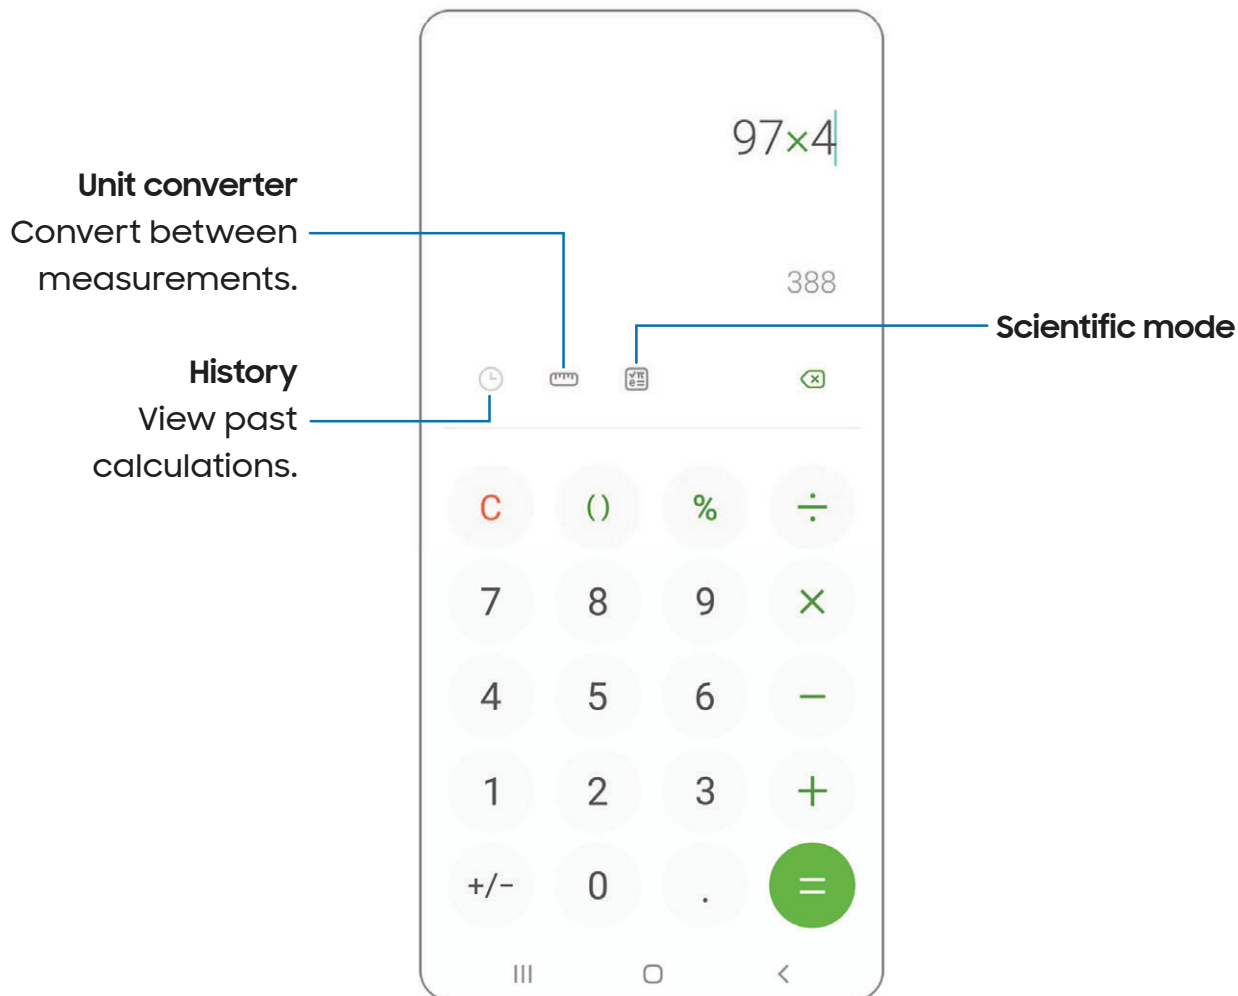 97×4
Unit converter
Convert between
measurements.
388
Scientific mode
History
View past
calculations.
√π
e=
C () % ÷
7 8 9 ×
4 5 6 −
1 2 3 +
+/− 0 . =